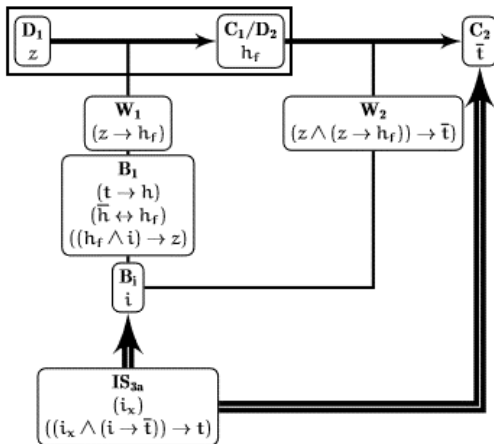 D₁
z
C₁/D₂
h_f
C₂
t̅
W₁
(z → h_f)
W₂
(z ∧ (z → h_f)) → t̅)
B₁
(t → h)
(h̅ ↔ h_f)
((h_f ∧ i) → z)
B_i
i
IS₃ₐ
(i_x)
((i_x ∧ (i → t̅)) → t)